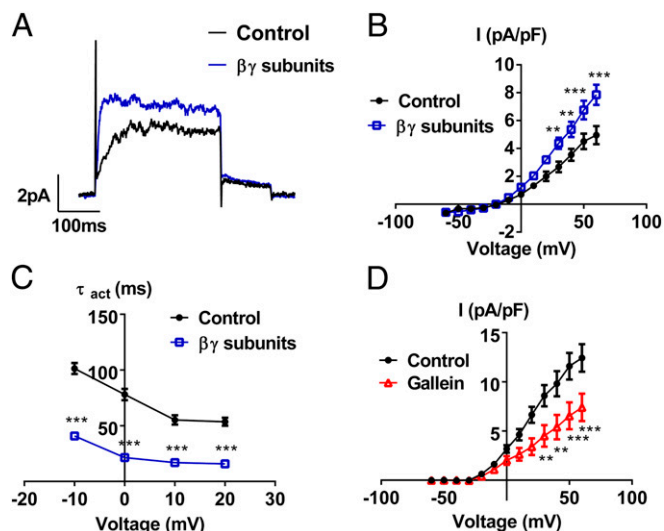 A
Control
βγ subunits
2pA
100ms
B
I (pA/pF)
10
8
6
4
2
-2
Control
βγ subunits
** ** *** ***
-100 -50 50 100
Voltage (mV)
C
τ act (ms)
150
100
50
Control
βγ subunits
*** *** *** ***
-20 -10 0 10 20
Voltage (mV)
D
I (pA/pF)
15
10
5
Control
Gallein
** ** *** ***
-100 -50 50 100
Voltage (mV)